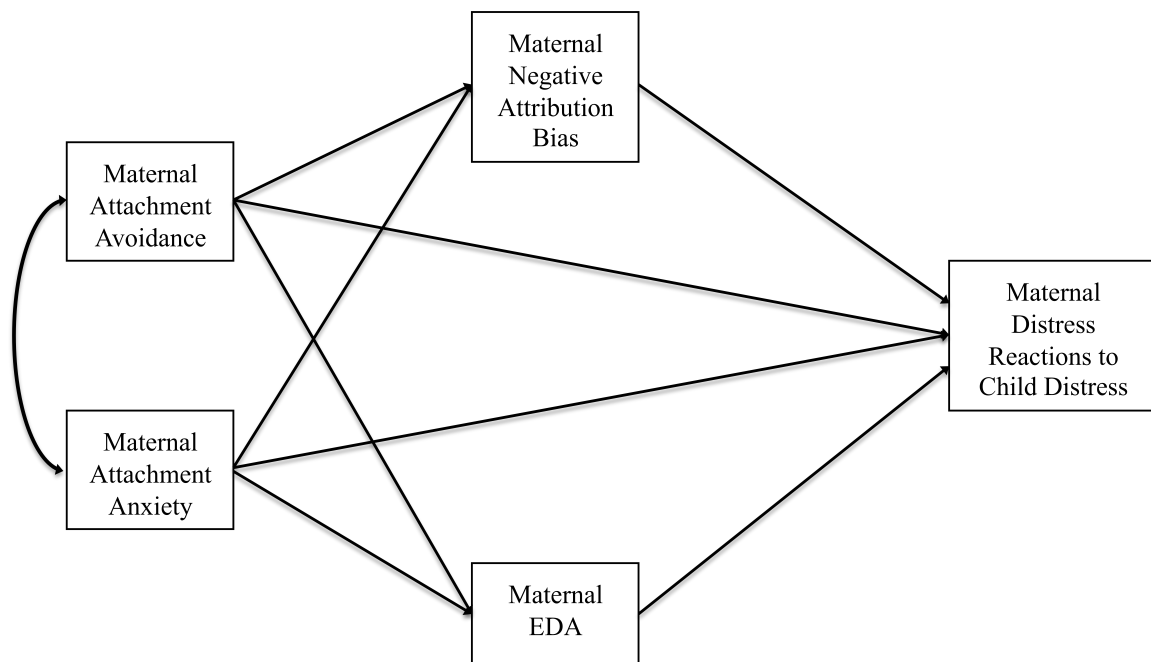 Maternal
Negative
Attribution
Bias
Maternal
Attachment
Avoidance
Maternal
Distress
Reactions to
Child Distress
Maternal
Attachment
Anxiety
Maternal
EDA